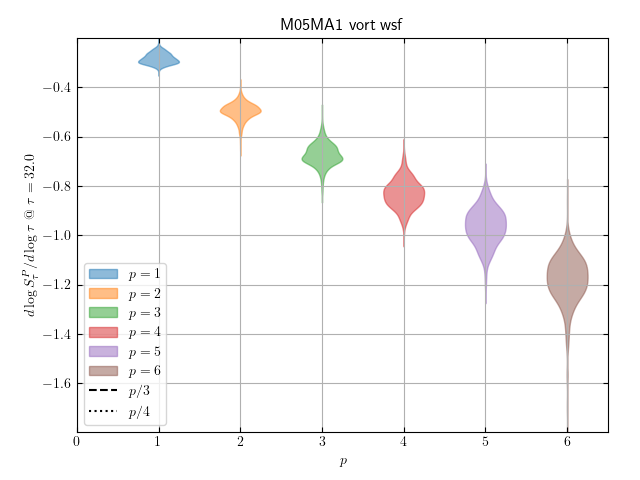 M05MA1 vort wsf
d log S_τ^P / d log τ @ τ = 32.0
−0.4
−0.6
−0.8
−1.0
−1.2
−1.4
−1.6
p = 1
p = 2
p = 3
p = 4
p = 5
p = 6
p/3
p/4
0 1 2 3 4 5 6
p